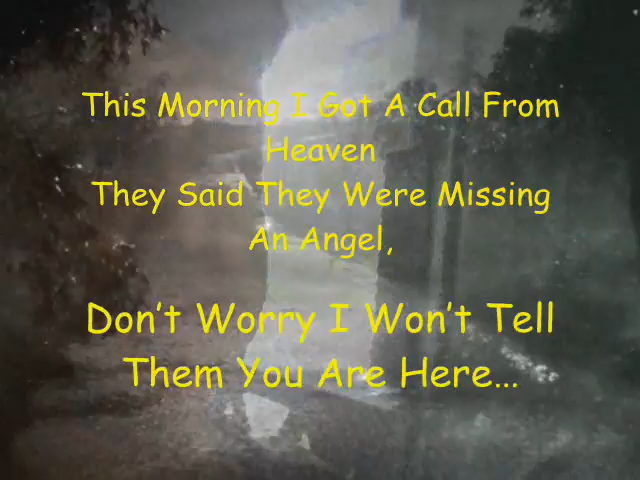 This Morning I Got A Call From
Heaven
They Said They Were Missing
An Angel,
Don’t Worry I Won’t Tell
Them You Are Here…